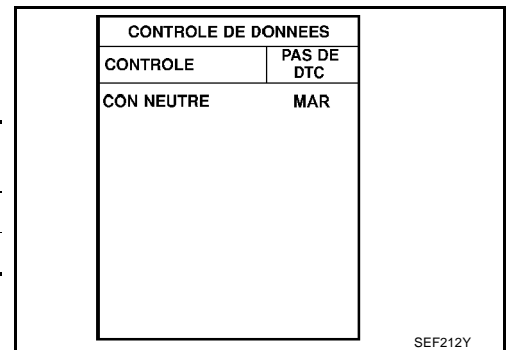 CONTROLE DE DONNEES
CONTROLE PAS DE DTC
CON NEUTRE MAR
SEF212Y